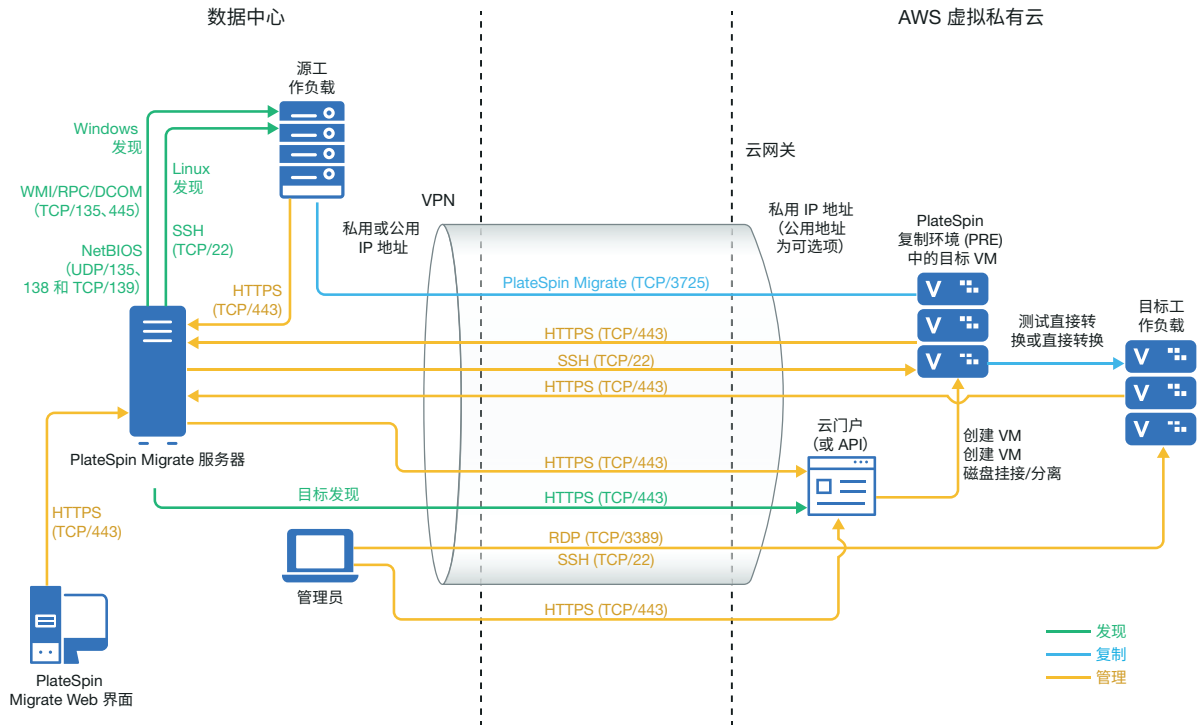 数据中心
AWS 虚拟私有云
源工
作负载
Windows
发现
Linux
发现
WMI/RPC/DCOM
（TCP/135、445）
SSH
(TCP/22)
NetBIOS
（UDP/135、
138 和 TCP/139）
HTTPS
(TCP/443)
VPN
私用或公用
IP 地址
云网关
私用 IP 地址
（公用地址
为可选项）
PlateSpin
复制环境 (PRE)
中的目标 VM
PlateSpin Migrate (TCP/3725)
V
V
V
测试直接转
换或直接转换
目标工
作负载
V
V
V
HTTPS (TCP/443)
SSH (TCP/22)
HTTPS (TCP/443)
PlateSpin Migrate 服务器
云门户
（或 API）
创建 VM
创建 VM
磁盘挂接/分离
HTTPS (TCP/443)
目标发现
HTTPS (TCP/443)
HTTPS
(TCP/443)
RDP (TCP/3389)
SSH (TCP/22)
管理员
HTTPS (TCP/443)
PlateSpin
Migrate Web 界面
发现
复制
管理